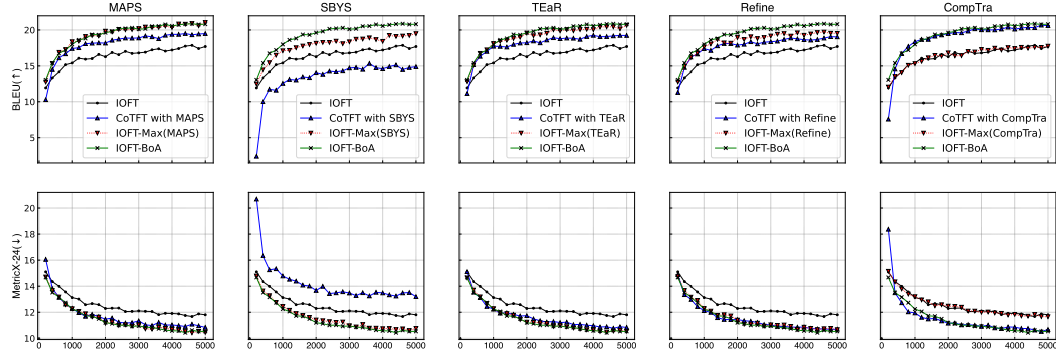 MAPS
SBYS
TEaR
Refine
CompTra
BLEU(↑)
20
15
10
5
IOFT
CoTFT with MAPS
IOFT-Max(MAPS)
IOFT-BoA
IOFT
CoTFT with SBYS
IOFT-Max(SBYS)
IOFT-BoA
IOFT
CoTFT with TEaR
IOFT-Max(TEaR)
IOFT-BoA
IOFT
CoTFT with Refine
IOFT-Max(Refine)
IOFT-BoA
IOFT
CoTFT with CompTra
IOFT-Max(CompTra)
IOFT-BoA
MetricX-24(↓)
20
18
16
14
12
10
0 1000 2000 3000 4000 5000
0 1000 2000 3000 4000 5000
0 1000 2000 3000 4000 5000
0 1000 2000 3000 4000 5000
0 1000 2000 3000 4000 5000